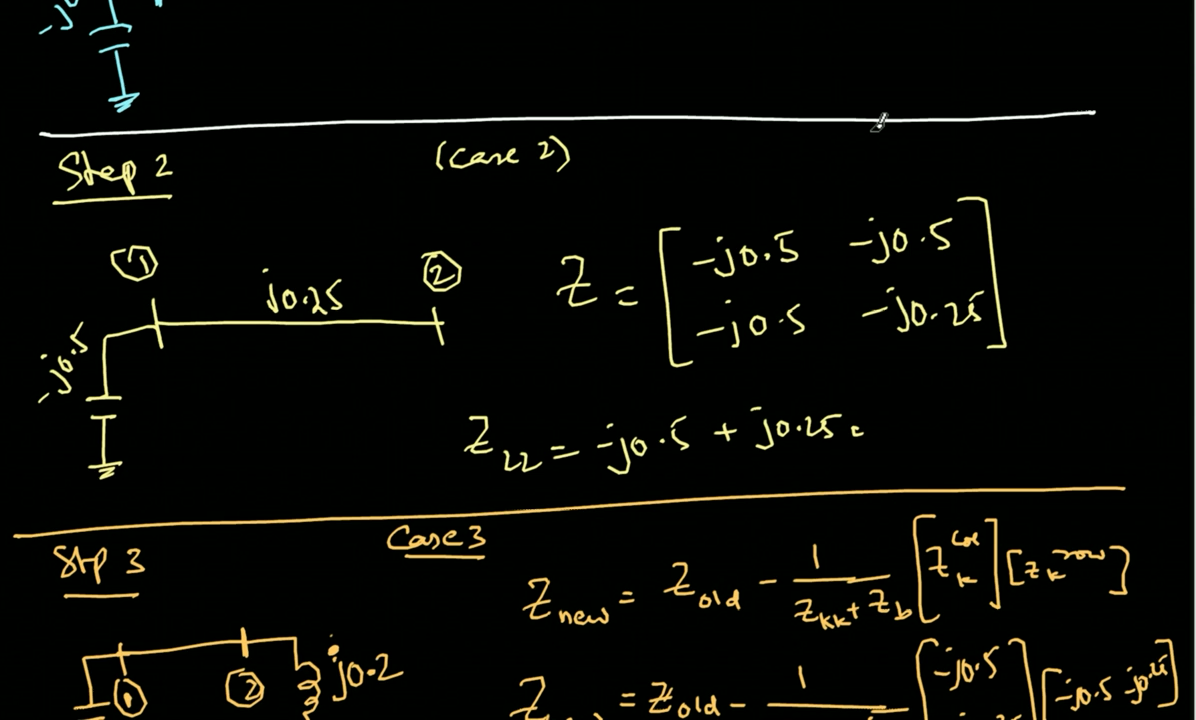 -j0
Step 2
(case 2)
①
②
j0.25
-j0.5
Z = [ -j0.5 -j0.5
-j0.5 -j0.25 ]
Z22 = -j0.5 + j0.25 =
Stp 3
Case 3
Znew = Zold - 1 / (Zkk + Zb) [Zk^col] [Zk^row]
①
②
j0.2
Z = Zold - 1 [ -j0.5 ] [-j0.5 -j0.25]